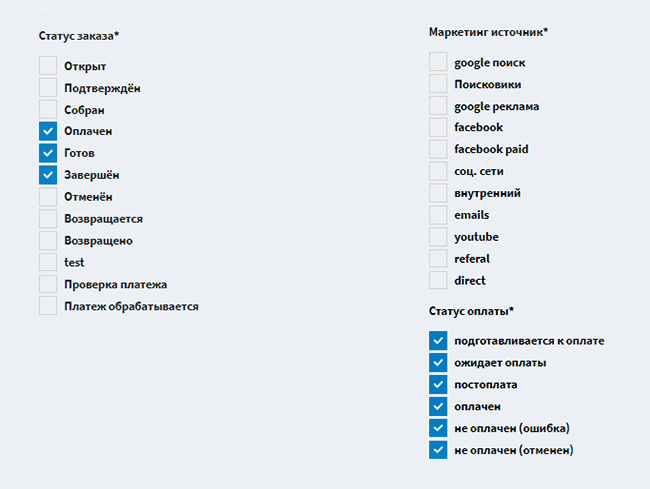 Статус заказа*
Открыт
Подтверждён
Собран
Оплачен
Готов
Завершён
Отменён
Возвращается
Возвращено
test
Проверка платежа
Платеж обрабатывается
Маркетинг источник*
google поиск
Поисковики
google реклама
facebook
facebook paid
соц. сети
внутренний
emails
youtube
referal
direct
Статус оплаты*
подготавливается к оплате
ожидает оплаты
постоплата
оплачен
не оплачен (ошибка)
не оплачен (отменен)